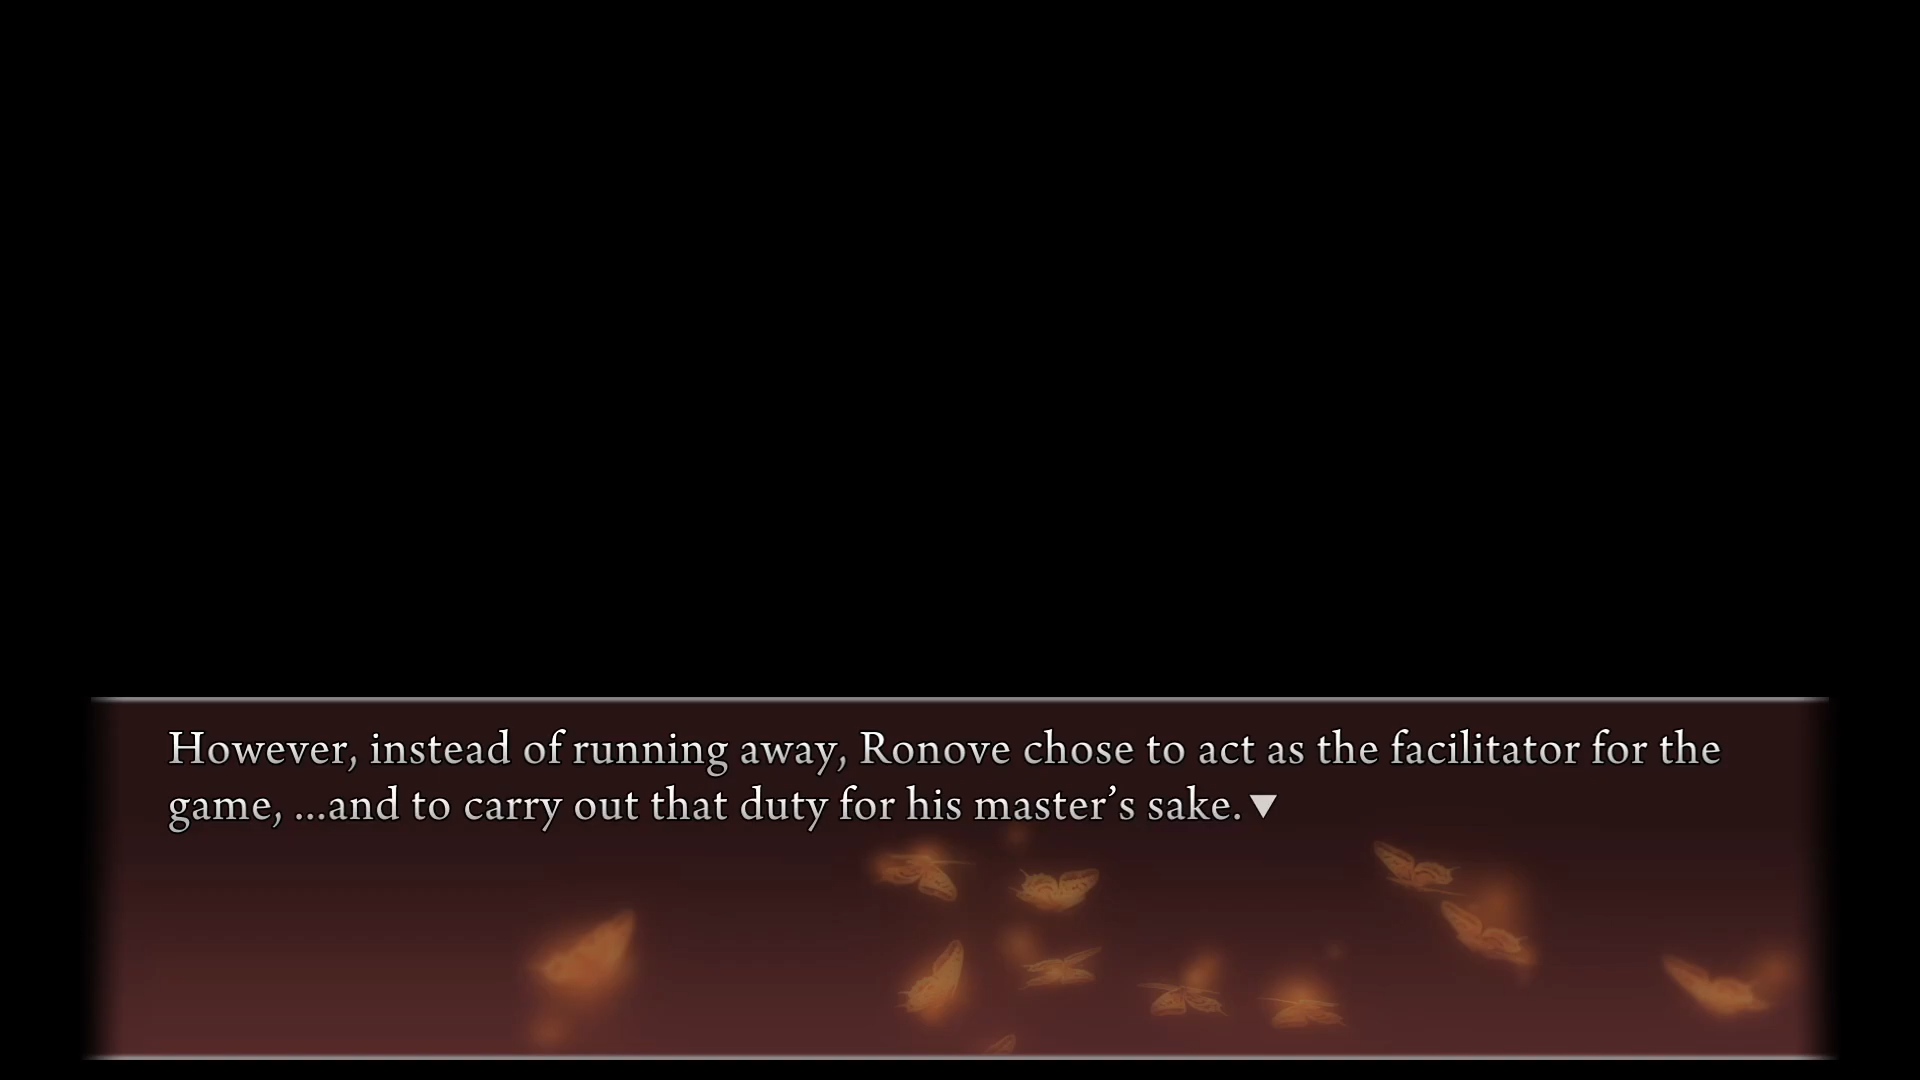 However, instead of running away, Ronove chose to act as the facilitator for the
game, ...and to carry out that duty for his master’s sake.▼